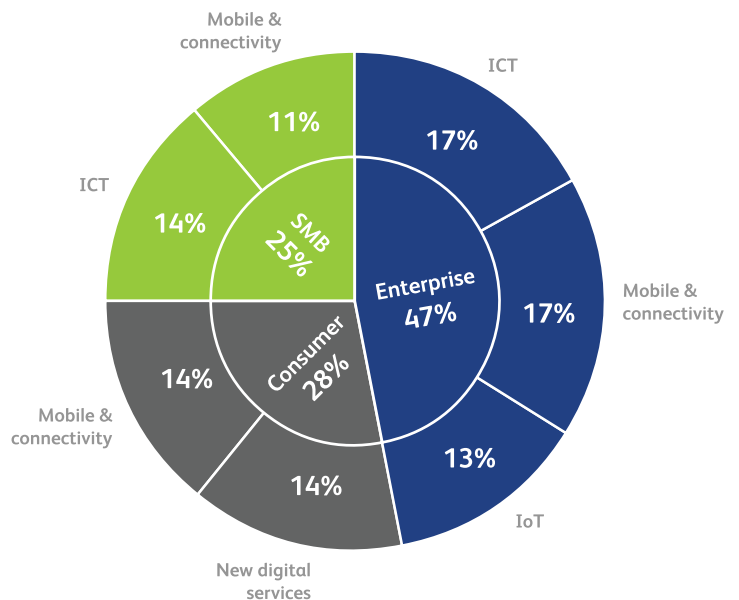 Mobile &
connectivity
ICT
11%
17%
ICT
14%
SMB
25%
Enterprise
47%
Mobile &
connectivity
17%
Consumer
28%
14%
Mobile &
connectivity
13%
14%
IoT
New digital
services